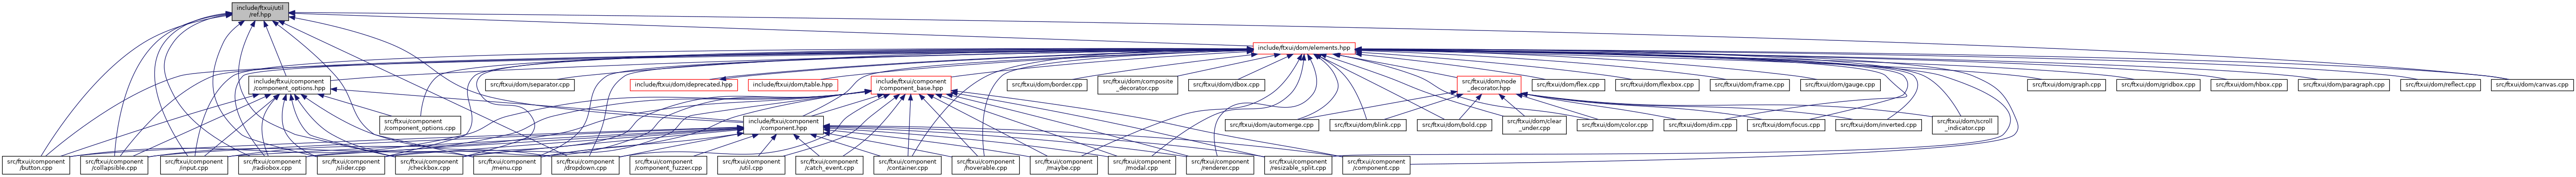 include/ftxui/util
/ref.hpp
include/ftxui/dom/elements.hpp
include/ftxui/component
/component_options.hpp
src/ftxui/dom/separator.cpp
include/ftxui/dom/deprecated.hpp
include/ftxui/dom/table.hpp
include/ftxui/component
/component_base.hpp
src/ftxui/dom/border.cpp
src/ftxui/dom/composite
_decorator.cpp
src/ftxui/dom/dbox.cpp
src/ftxui/dom/node
_decorator.hpp
src/ftxui/dom/flex.cpp
src/ftxui/dom/flexbox.cpp
src/ftxui/dom/frame.cpp
src/ftxui/dom/gauge.cpp
src/ftxui/dom/graph.cpp
src/ftxui/dom/gridbox.cpp
src/ftxui/dom/hbox.cpp
src/ftxui/dom/paragraph.cpp
src/ftxui/dom/reflect.cpp
src/ftxui/dom/canvas.cpp
src/ftxui/component
/component_options.cpp
include/ftxui/component
/component.hpp
src/ftxui/dom/automerge.cpp
src/ftxui/dom/blink.cpp
src/ftxui/dom/bold.cpp
src/ftxui/dom/clear
_under.cpp
src/ftxui/dom/color.cpp
src/ftxui/dom/dim.cpp
src/ftxui/dom/focus.cpp
src/ftxui/dom/inverted.cpp
src/ftxui/dom/scroll
_indicator.cpp
src/ftxui/component
/button.cpp
src/ftxui/component
/collapsible.cpp
src/ftxui/component
/input.cpp
src/ftxui/component
/radiobox.cpp
src/ftxui/component
/slider.cpp
src/ftxui/component
/checkbox.cpp
src/ftxui/component
/menu.cpp
src/ftxui/component
/dropdown.cpp
src/ftxui/component
/component_fuzzer.cpp
src/ftxui/component
/util.cpp
src/ftxui/component
/catch_event.cpp
src/ftxui/component
/container.cpp
src/ftxui/component
/hoverable.cpp
src/ftxui/component
/maybe.cpp
src/ftxui/component
/modal.cpp
src/ftxui/component
/renderer.cpp
src/ftxui/component
/resizable_split.cpp
src/ftxui/component
/component.cpp